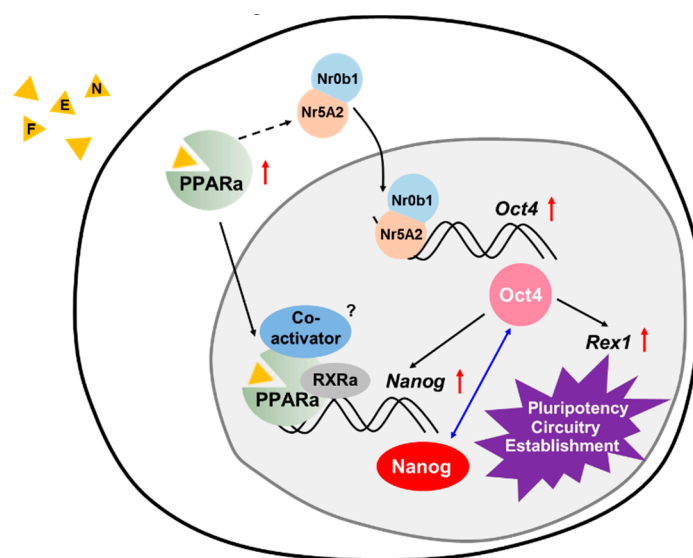 N
E
F
Nr0b1
Nr5A2
PPARa
Nr0b1
Nr5A2
Oct4
Oct4
Rex1
Co-
activator
?
PPARa
RXRa
Nanog
Nanog
Pluripotency
Circuitry
Establishment